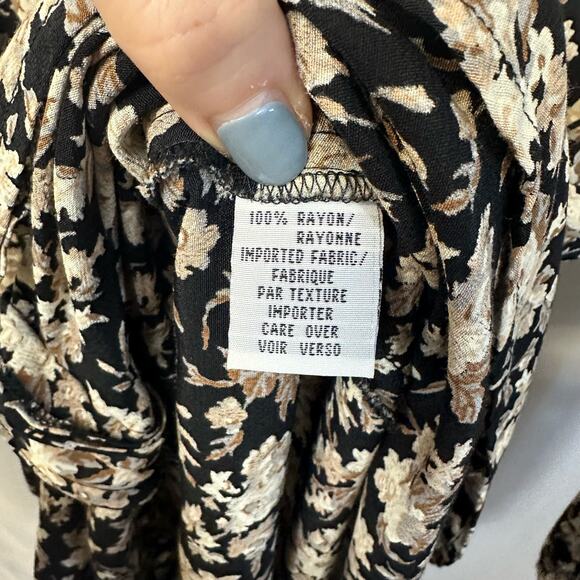 100% RAYON/
RAYONNE
IMPORTED FABRIC/
FABRIQUE
PAR TEXTURE
IMPORTER
CARE OVER
VOIR VERSO